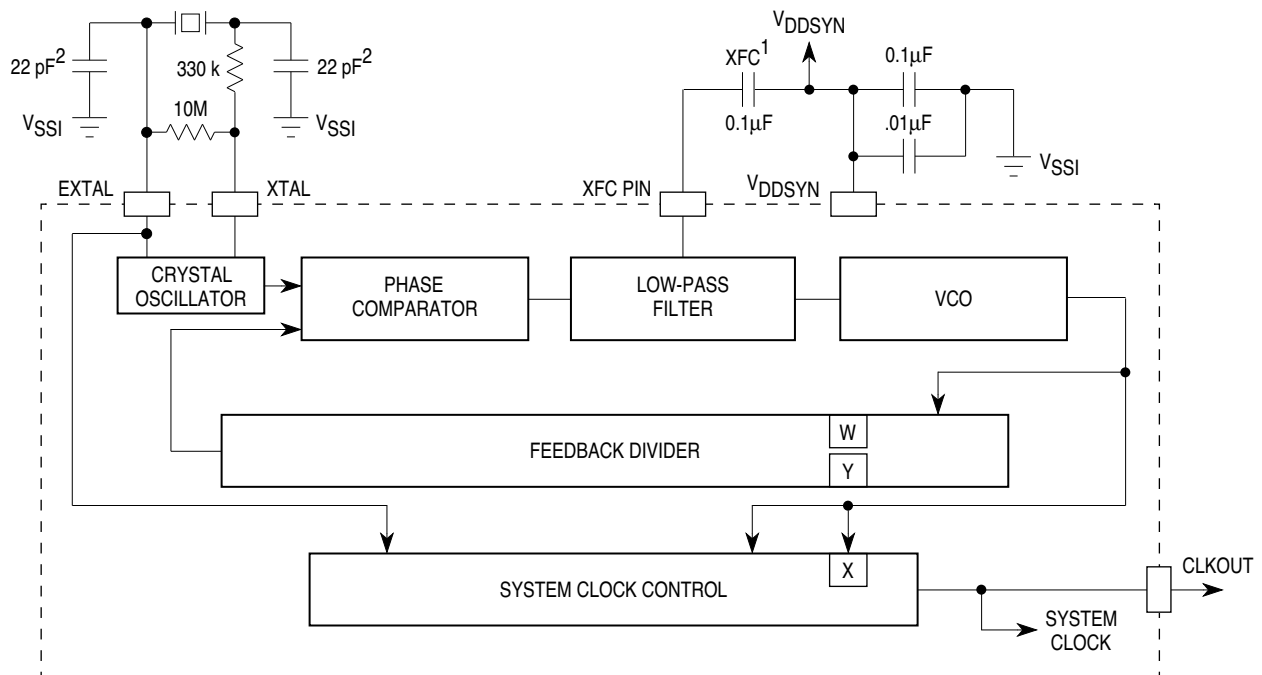 22 pF2
330 k
22 pF2
10M
VSSI
VSSI
EXTAL
XTAL
VDDSYN
XFC1
0.1µF
0.1µF
.01µF
VSSI
XFC PIN
VDDSYN
CRYSTAL
OSCILLATOR
PHASE
COMPARATOR
LOW-PASS
FILTER
VCO
FEEDBACK DIVIDER
W
Y
SYSTEM CLOCK CONTROL
X
CLKOUT
SYSTEM
CLOCK